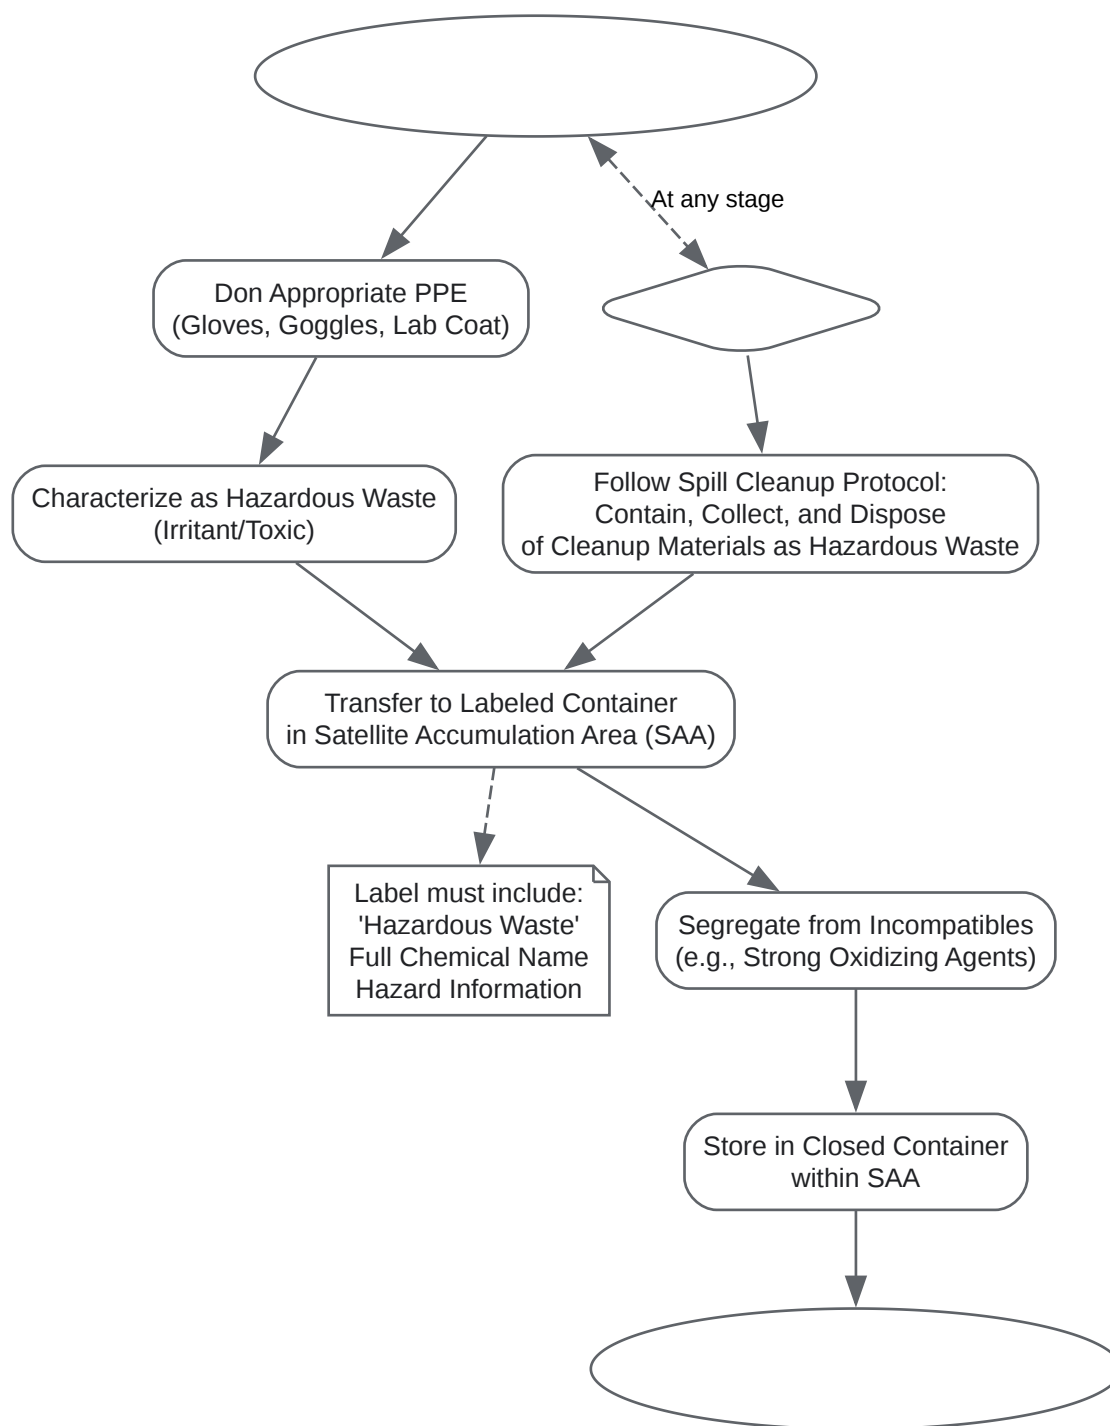 At any stage
Don Appropriate PPE
(Gloves, Goggles, Lab Coat)
Characterize as Hazardous Waste
(Irritant/Toxic)
Follow Spill Cleanup Protocol:
Contain, Collect, and Dispose
of Cleanup Materials as Hazardous Waste
Transfer to Labeled Container
in Satellite Accumulation Area (SAA)
Label must include:
'Hazardous Waste'
Full Chemical Name
Hazard Information
Segregate from Incompatibles
(e.g., Strong Oxidizing Agents)
Store in Closed Container
within SAA